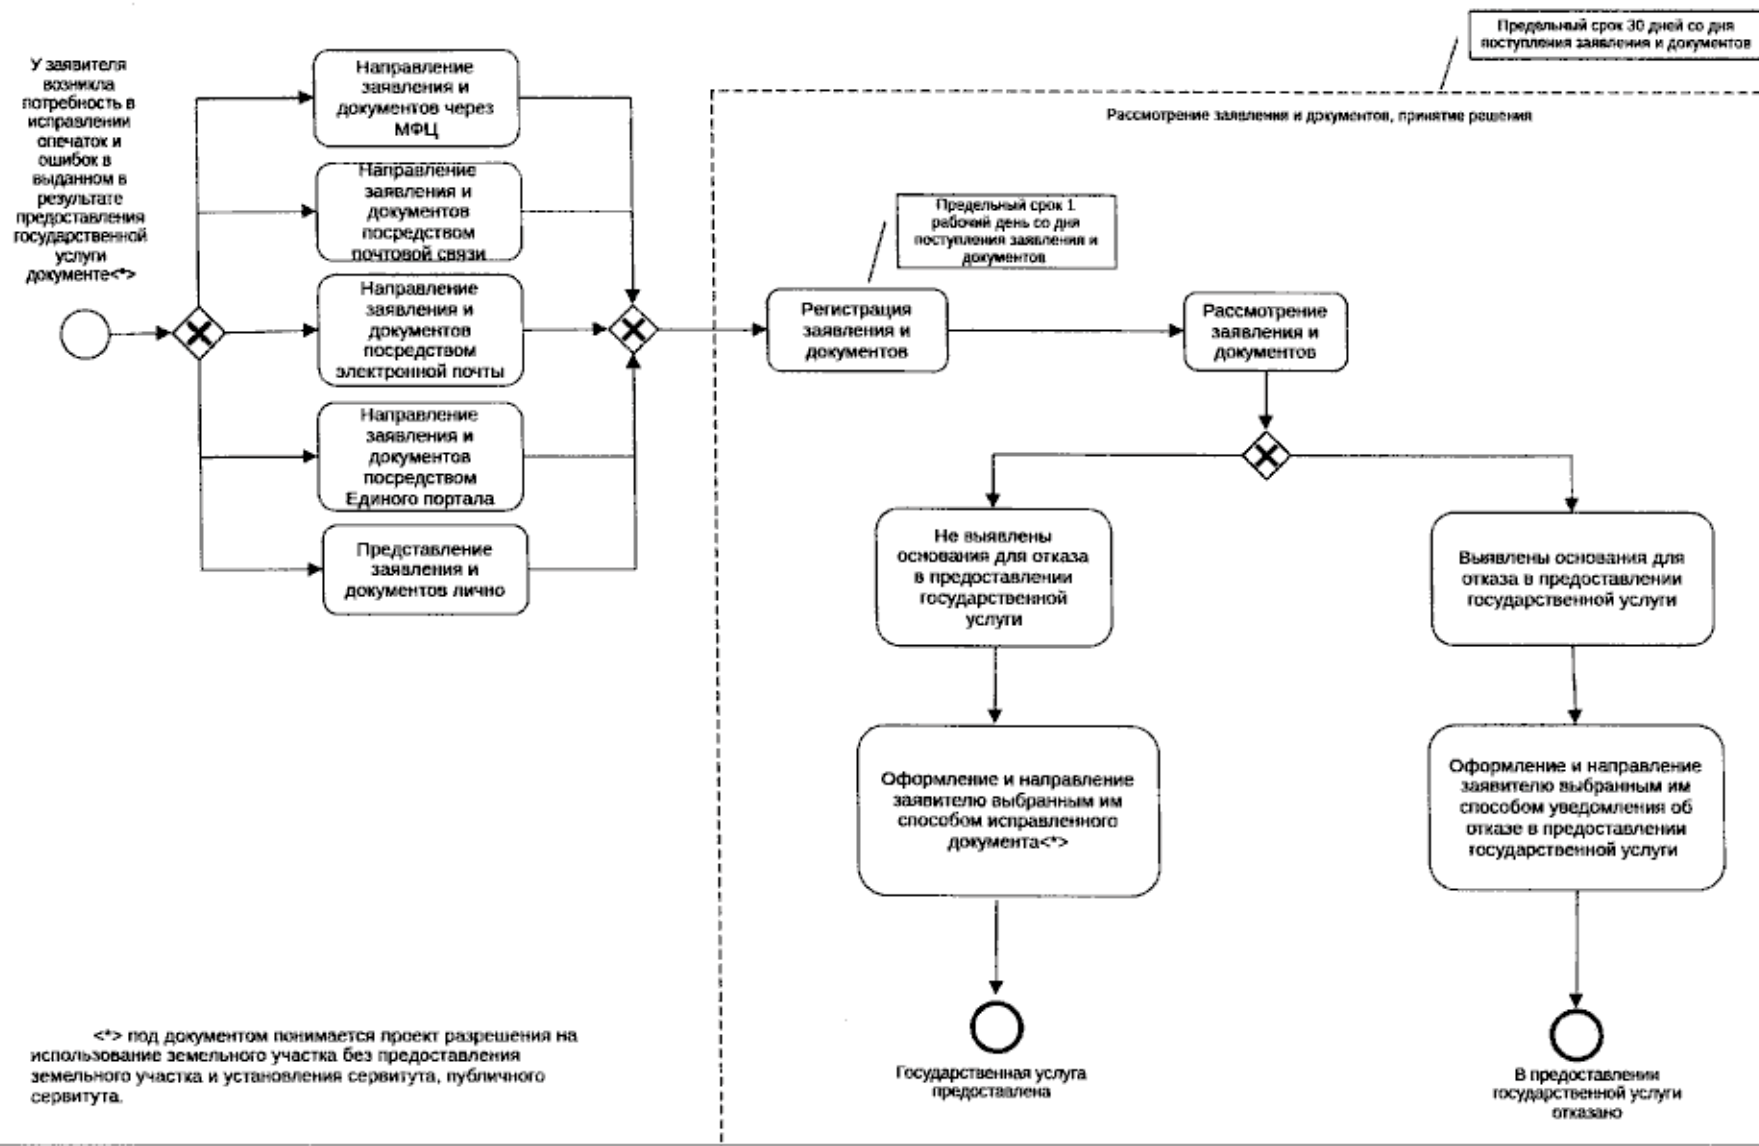 У заявителя
возникла
потребность в
исправлении
опечаток и
ошибок в
выданном в
результате
предоставления
государственной
услуги
документе<*>
Направление
заявления и
документов через
МФЦ
Направление
заявления и
документов
посредством
почтовой связи
Направление
заявления и
документов
посредством
электронной почты
Направление
заявления и
документов
посредством
Единого портала
Представление
заявления и
документов лично
Предельный срок 30 дней со дня
поступления заявления и документов
Рассмотрение заявления и документов, принятие решения
Предельный срок 1
рабочий день со дня
поступления заявления и
документов
Регистрация
заявления и
документов
Рассмотрение
заявления и
документов
Не выявлены
основания для отказа
в предоставлении
государственной
услуги
Выявлены основания для
отказа в предоставлении
государственной услуги
Оформление и направление
заявителю выбранным им
способом исправленного
документа<*>
Оформление и направление
заявителю выбранным им
способом уведомления об
отказе в предоставлении
государственной услуги
Государственная услуга
предоставлена
В предоставлении
государственной услуги
отказано
<*> под документом понимается проект разрешения на
использование земельного участка без предоставления
земельного участка и установления сервитута, публичного
сервитута.